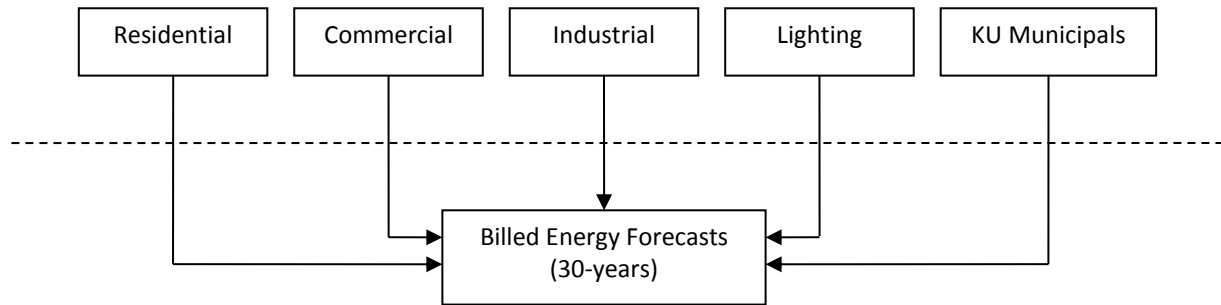 Residential
Commercial
Industrial
Lighting
KU Municipals
Billed Energy Forecasts
(30-years)